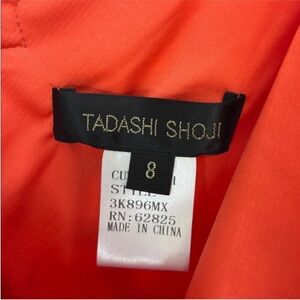 TADASHI SHOJI
8
3K896MX
RN: 62825
MADE IN CHINA